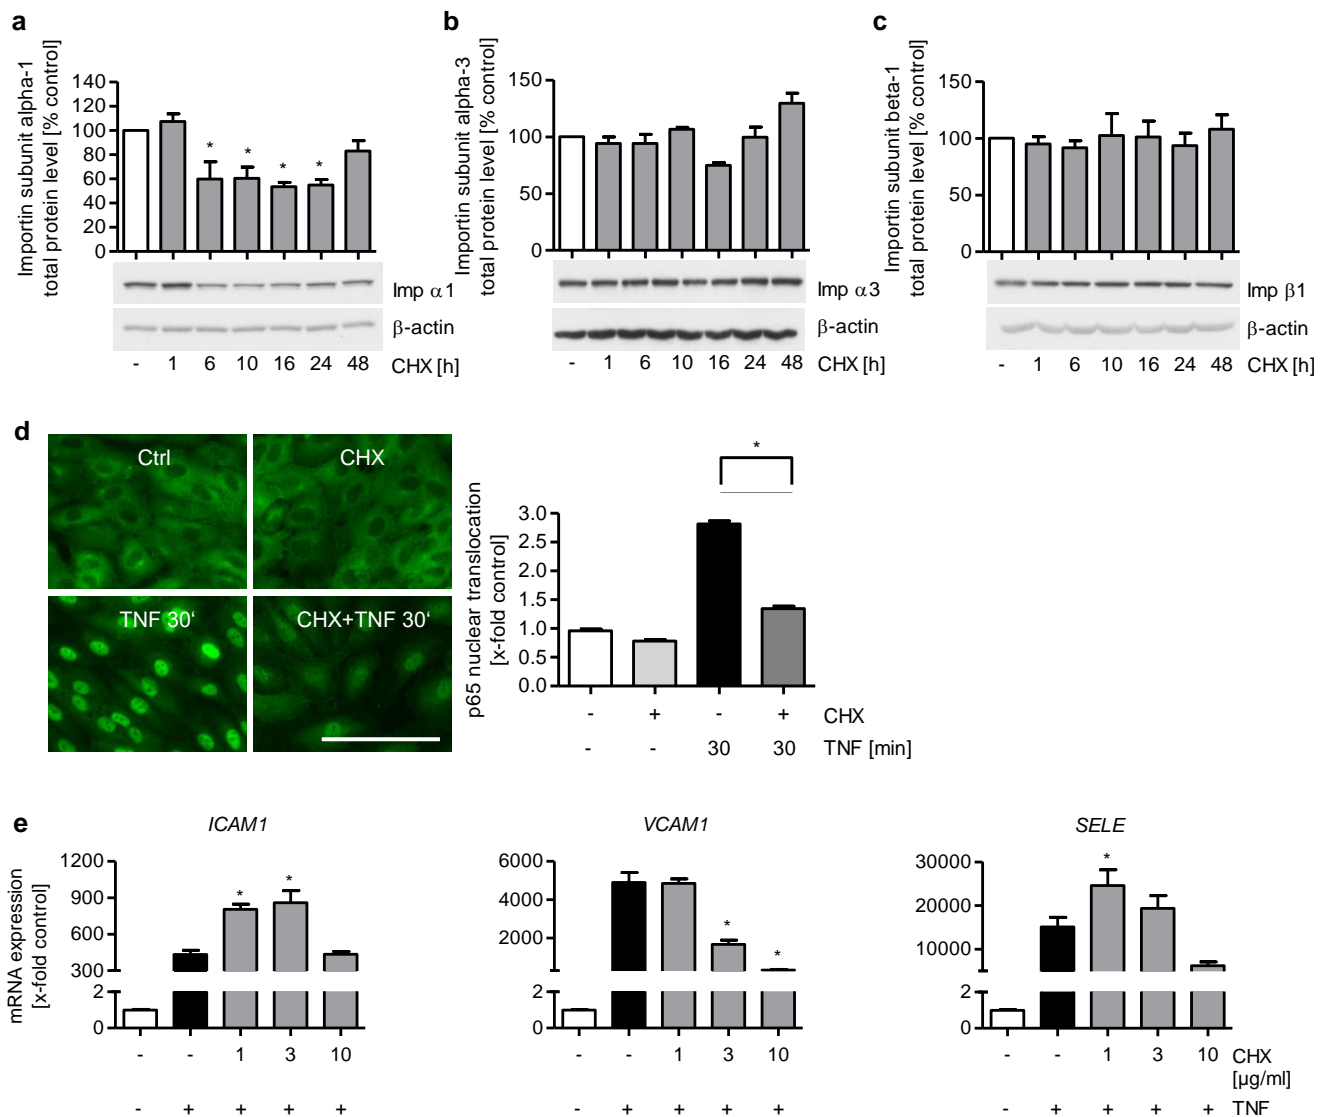 a
Importin subunit alpha-1
total protein level [% control]
140
120
100
80
60
40
20
0
* * * *
Imp α1
β-actin
- 1 6 10 16 24 48 CHX [h]
b
Importin subunit alpha-3
total protein level [% control]
150
100
50
0
Imp α3
β-actin
- 1 6 10 16 24 48 CHX [h]
c
Importin subunit beta-1
total protein level [% control]
150
100
50
0
Imp β1
β-actin
- 1 6 10 16 24 48 CHX [h]
d
Ctrl
CHX
TNF 30‘
CHX+TNF 30‘
p65 nuclear translocation
[x-fold control]
3.0
2.5
2.0
1.5
1.0
0.5
0.0
*
- + - + CHX
- - 30 30 TNF [min]
e
mRNA expression
[x-fold control]
ICAM1
1200
900
600
300
2
0
* *
- - 1 3 10
- + + + +
VCAM1
6000
4000
2000
2
0
* *
- - 1 3 10
- + + + +
SELE
30000
20000
10000
2
0
*
- - 1 3 10 CHX
[µg/ml]
- + + + + TNF